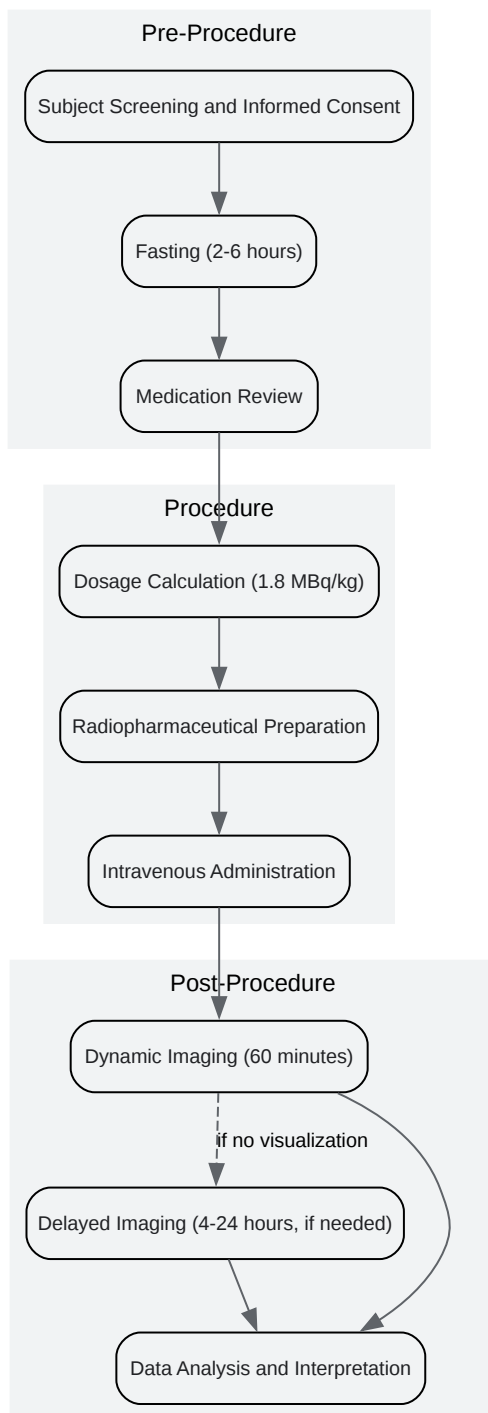 Pre-Procedure
Subject Screening and Informed Consent
Fasting (2-6 hours)
Medication Review
Procedure
Dosage Calculation (1.8 MBq/kg)
Radiopharmaceutical Preparation
Intravenous Administration
Post-Procedure
Dynamic Imaging (60 minutes)
if no visualization
Delayed Imaging (4-24 hours, if needed)
Data Analysis and Interpretation